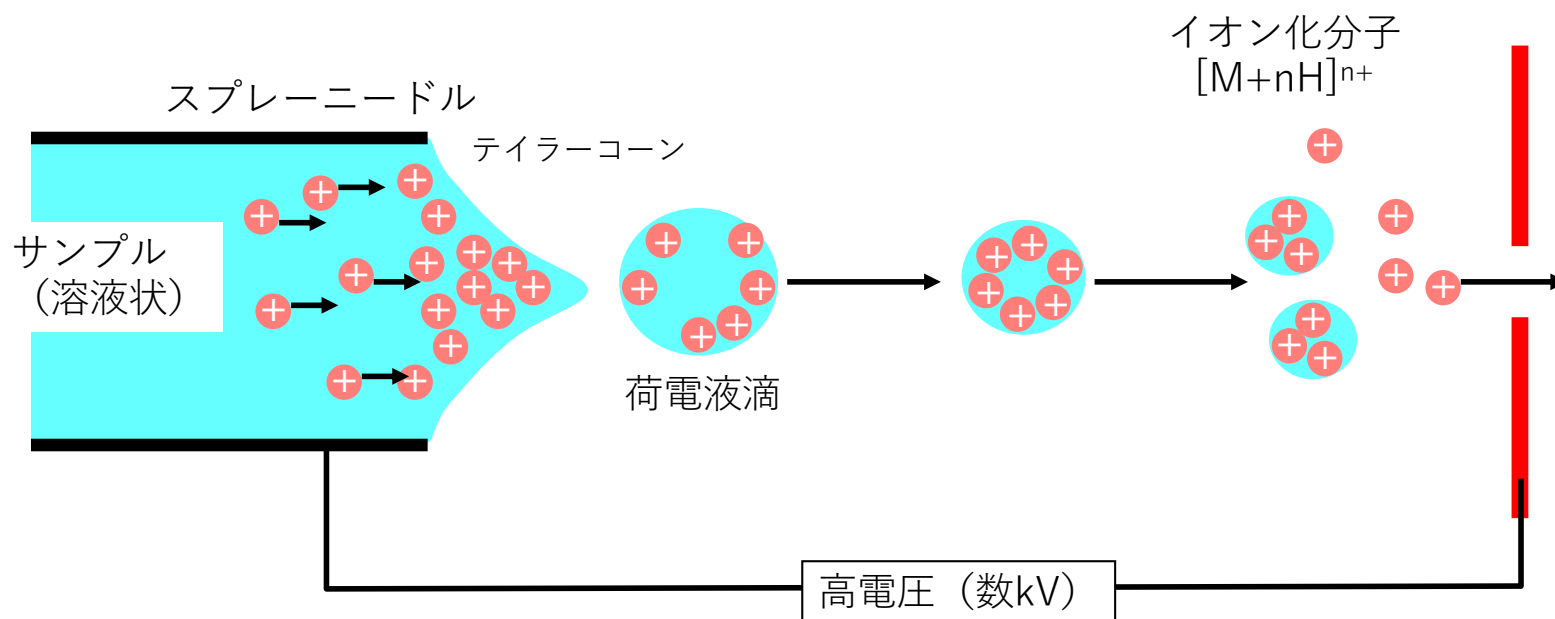 スプレーニードル
テイラーコーン
イオン化分子
[M+nH]ⁿ⁺
サンプル
（溶液状）
荷電液滴
高電圧（数kV）